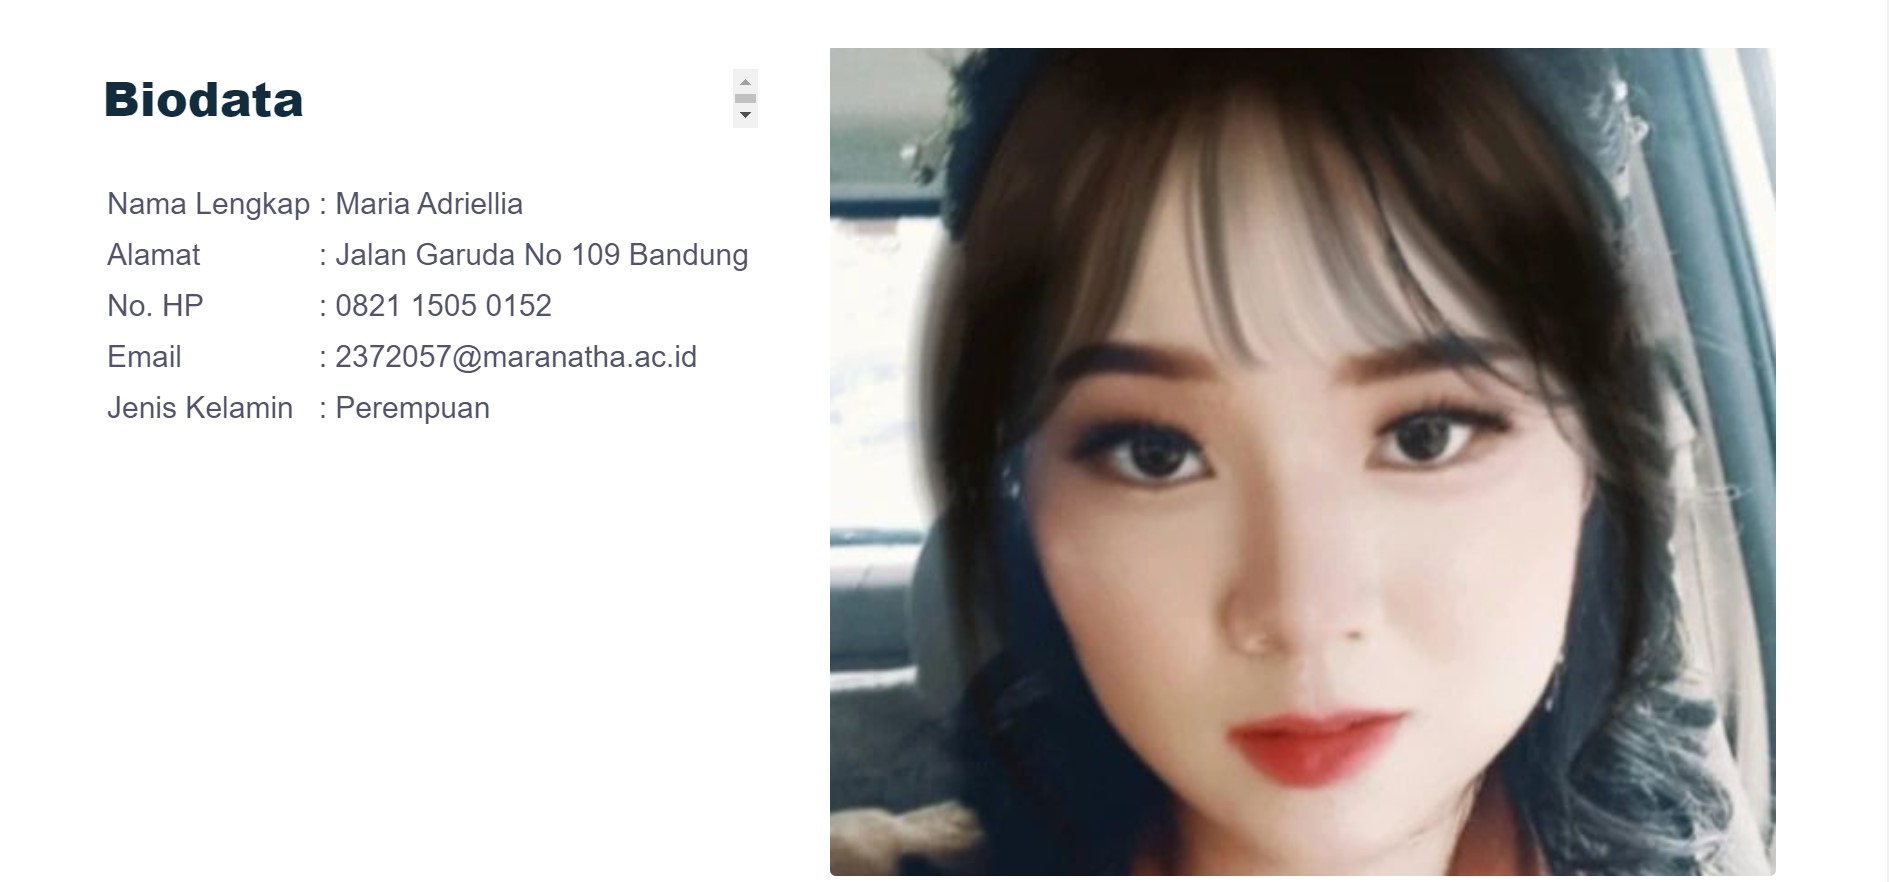 Biodata
Nama Lengkap : Maria Adriellia
Alamat : Jalan Garuda No 109 Bandung
No. HP : 0821 1505 0152
Email : 2372057@maranatha.ac.id
Jenis Kelamin : Perempuan